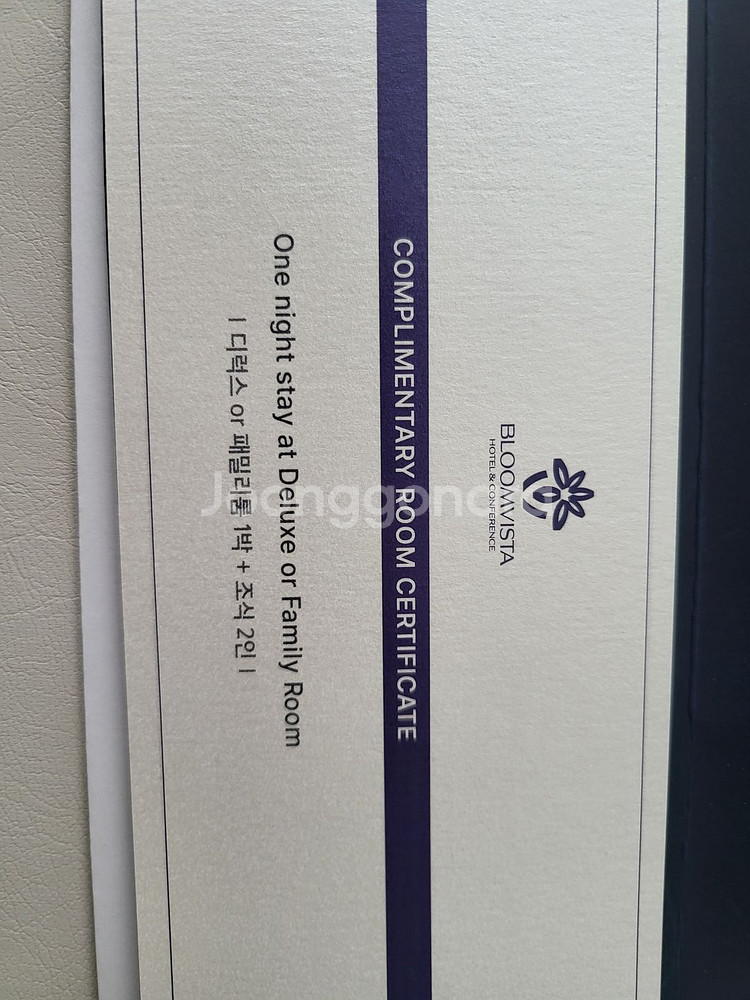 BLOOMVISTA
HOTEL & CONFERENCE
COMPLIMENTARY ROOM CERTIFICATE
One night stay at Deluxe or Family Room
| 디럭스 or 패밀리룸 1박 + 조식 2인 |
Joonggonara